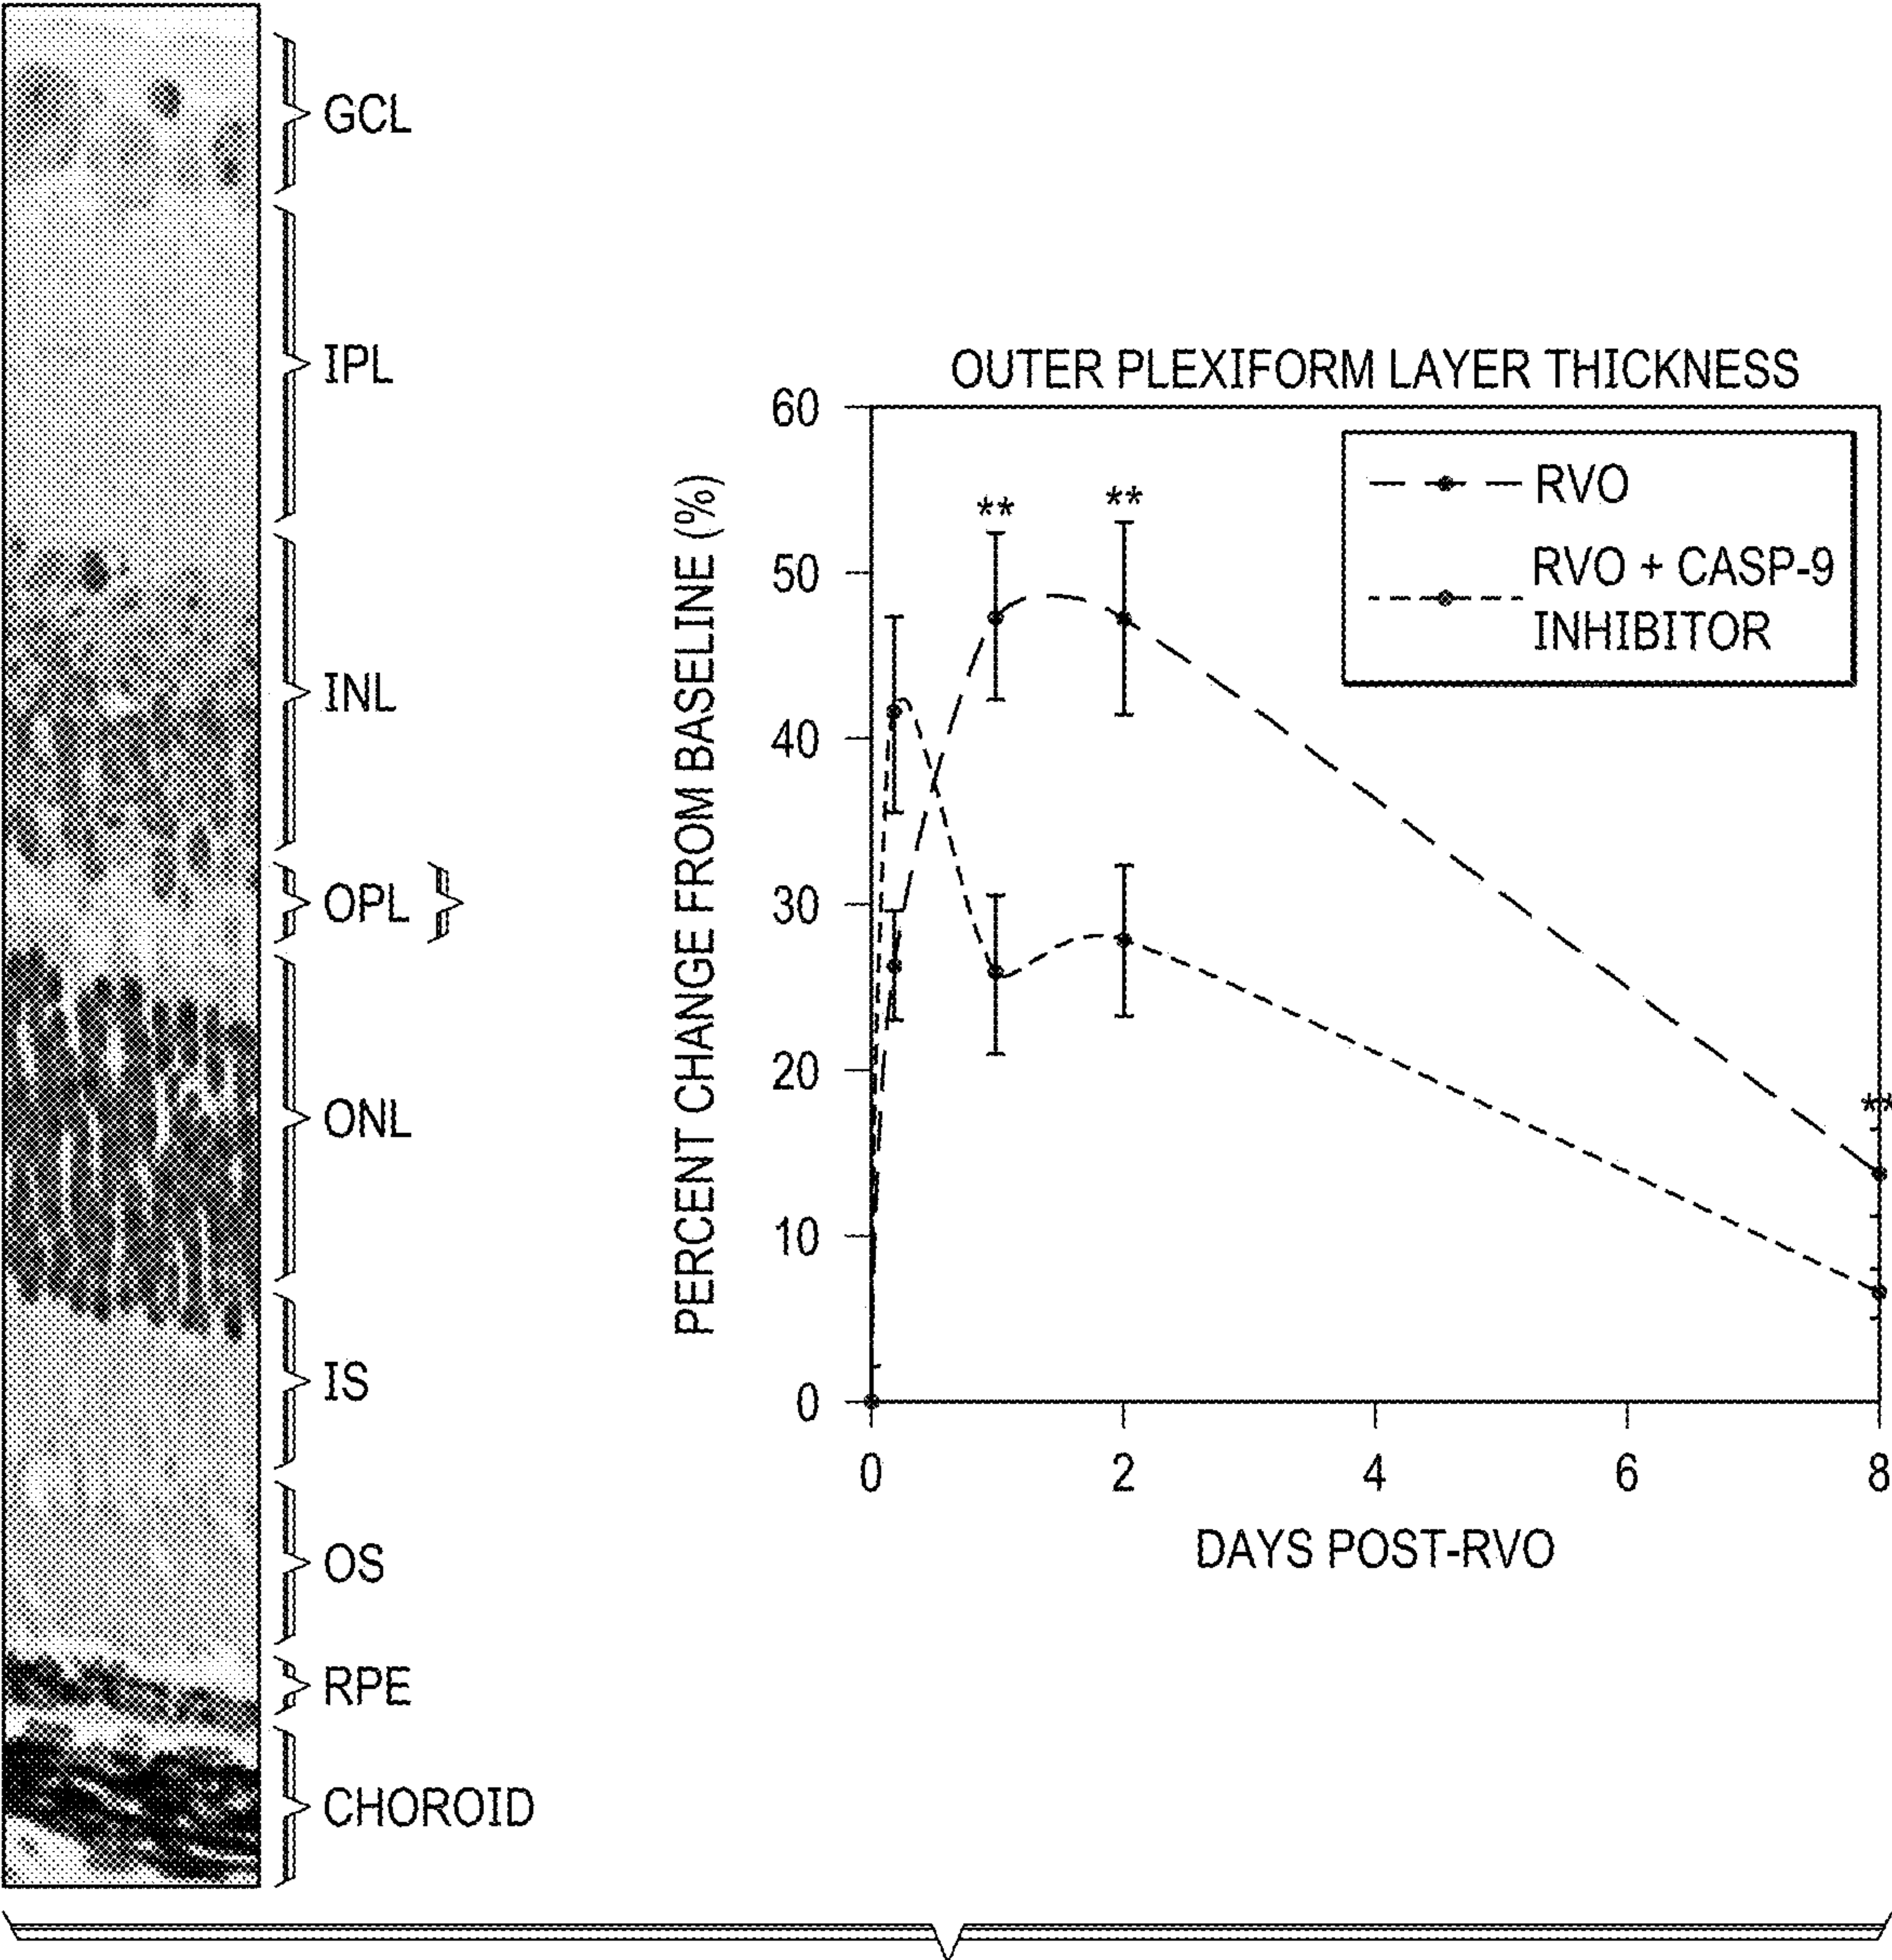 GCL
IPL
INL
OPL
ONL
IS
OS
RPE
CHOROID
OUTER PLEXIFORM LAYER THICKNESS
PERCENT CHANGE FROM BASELINE (%)
60
50
40
30
20
10
0
** **
**
RVO
RVO + CASP-9
INHIBITOR
0 2 4 6 8
DAYS POST-RVO